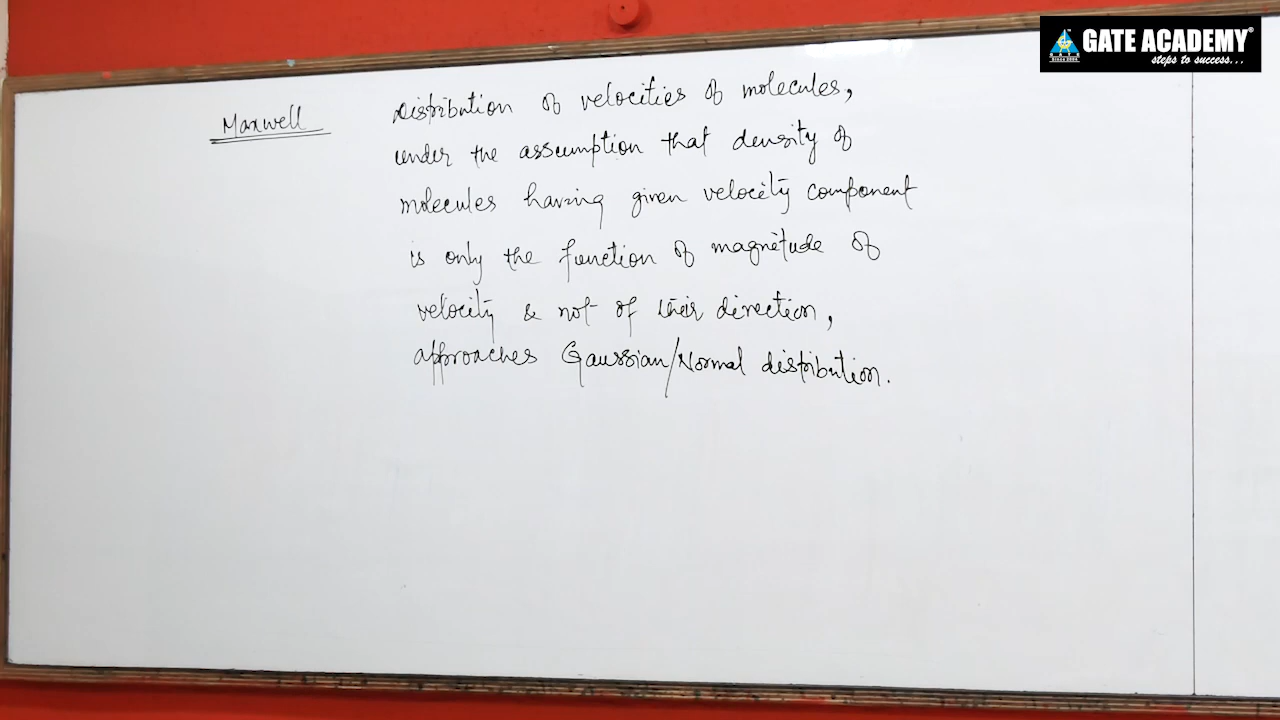 GATE ACADEMY®
Since 2004
steps to success...
Maxwell
Distribution of velocities of molecules,
under the assumption that density of
molecules having given velocity component
is only the function of magnitude of
velocity & not of their direction,
approaches Gaussian/Normal distribution.